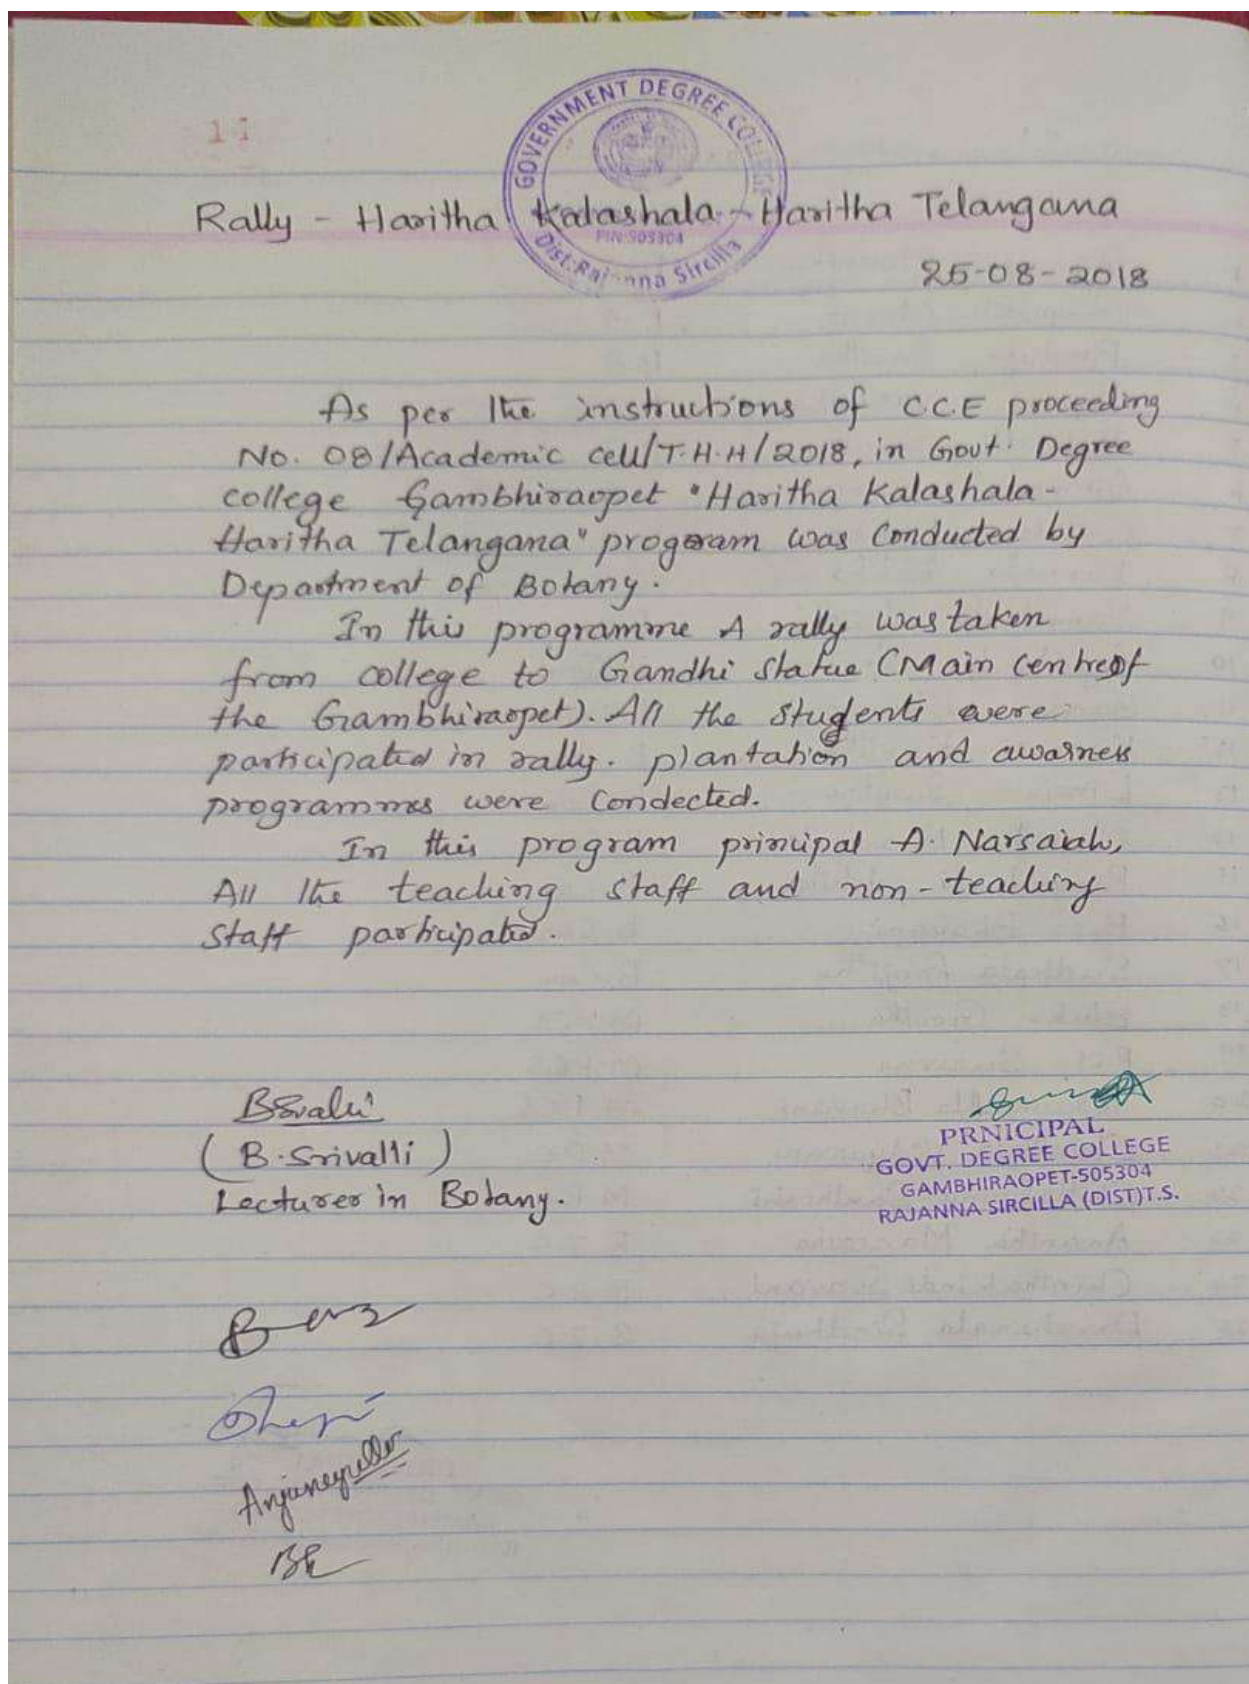 11
GOVERNMENT DEGREE COLLEGE
Rally - Haritha Kalashala - Haritha Telangana
PIN:505304
Dist: Rajanna Sircilla
25-08-2018
As per the instructions of C.C.E proceeding
No. 08/Academic cell/T.H.H/2018, in Govt. Degree
college Gambhiraopet "Haritha Kalashala -
Haritha Telangana" program was Conducted by
Department of Botany.
In this programme A rally was taken
from college to Gandhi Statue (Main centre of
the Gambhiraopet). All the students were
participated in rally. plantation and awarness
programmes were Condected.
In this program principal A. Narsaiah,
All the teaching staff and non-teaching
staff participated.
BSvalli
(B. Srivalli)
Lecturer in Botany.
PRNICIPAL
GOVT. DEGREE COLLEGE
GAMBHIRAOPET-505304
RAJANNA SIRCILLA (DIST)T.S.
Anjaneyullu